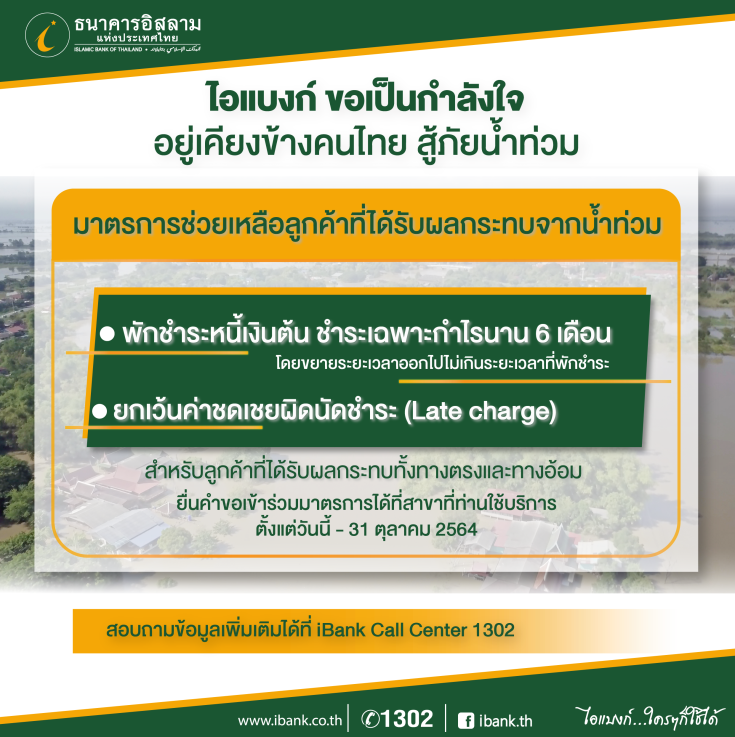 ธนาคารอิสลาม
แห่งประเทศไทย
ISLAMIC BANK OF THAILAND •
ไอแบงก์ ขอเป็นกำลังใจ
อยู่เคียงข้างคนไทย สู้ภัยน้ำท่วม
มาตรการช่วยเหลือลูกค้าที่ได้รับผลกระทบจากน้ำท่วม
• พักชำระหนี้เงินต้น ชำระเฉพาะกำไรนาน 6 เดือน
โดยขยายระยะเวลาออกไปไม่เกินระยะเวลาที่พักชำระ
• ยกเว้นค่าชดเชยผิดนัดชำระ (Late charge)
สำหรับลูกค้าที่ได้รับผลกระทบทั้งทางตรงและทางอ้อม
ยื่นคำขอเข้าร่วมมาตรการได้ที่สาขาที่ท่านใช้บริการ
ตั้งแต่วันนี้ - 31 ตุลาคม 2564
สอบถามข้อมูลเพิ่มเติมได้ที่ iBank Call Center 1302
www.ibank.co.th | 1302 | ibank.th
ไอแบงก์...ใครๆก็ใช้ได้